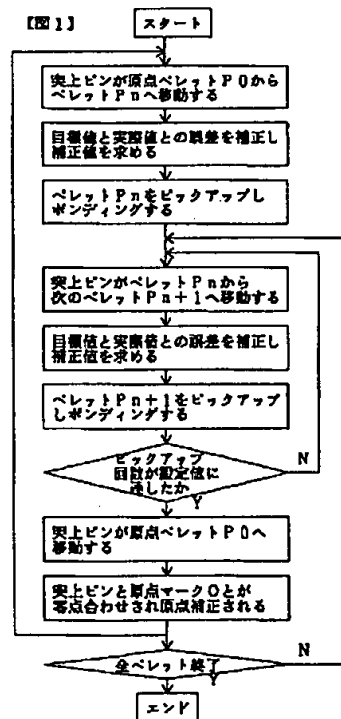 【図1】
スタート
突上ピンが原点ペレットP0から
ペレットPnへ移動する
目標値と実際値との誤差を補正し
補正値を求める
ペレットPnをピックアップし
ボンディングする
突上ピンがペレットPnから
次のペレットPn+1へ移動する
目標値と実際値との誤差を補正し
補正値を求める
ペレットPn+1をピックアップ
しボンディングする
ピックアップ
回数が設定値に
達したか
N
Y
突上ピンが原点ペレットP0へ
移動する
突上ピンと原点マークOとが
零点合わせされ原点補正される
全ペレット終了
N
Y
エンド